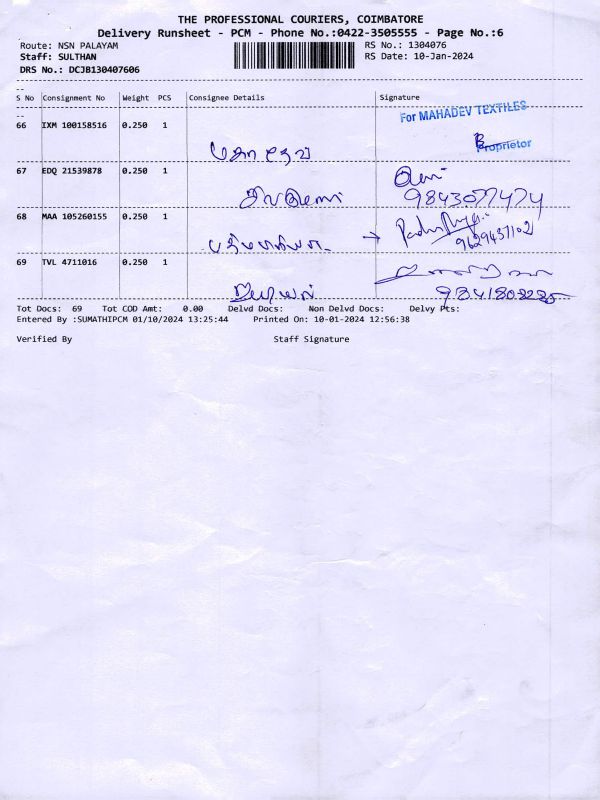 THE PROFESSIONAL COURIERS, COIMBATORE
Delivery Runsheet - PCM - Phone No.:0422-3505555 - Page No.:6
Route: NSN PALAYAM
RS No.: 1304076
Staff: SULTHAN
RS Date: 10-Jan-2024
DRS No.: DCJB130407606
--
S No Consignment No Weight PCS Consignee Details Signature
--
For MAHADEV TEXTILES
66 IXM 100158516 0.250 1
Proprietor
மகாதேவ்
67 EDQ 21539878 0.250 1
9843077474
68 MAA 105260155 0.250 1
→ 9629437102
69 TVL 4711016 0.250 1
Tot Docs: 69 Tot COD Amt: 0.00 Delvd Docs: Non Delvd Docs: Delvy Pts:
Entered By :SUMATHIPCM 01/10/2024 13:25:44 Printed On: 10-01-2024 12:56:38
Verified By Staff Signature